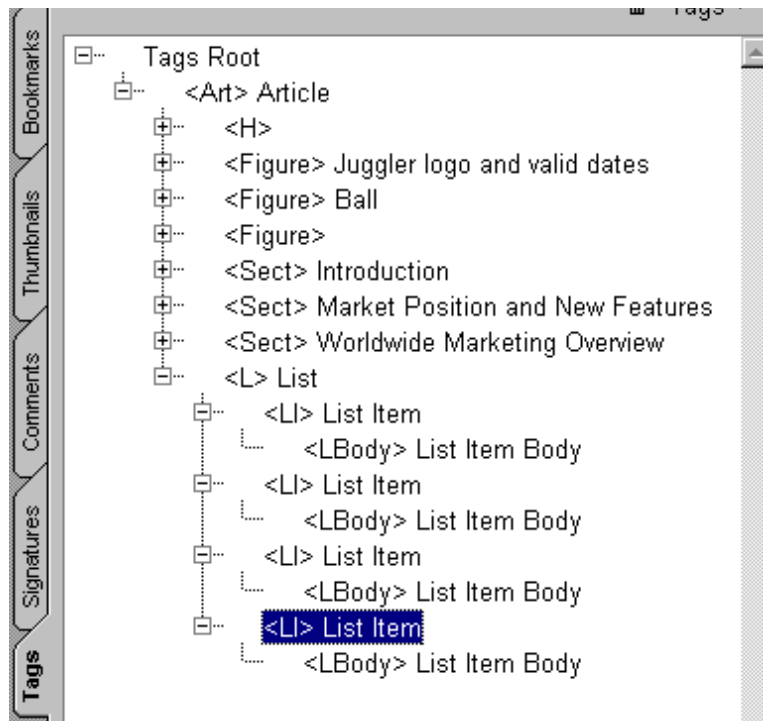 Tags
Bookmarks
Thumbnails
Comments
Signatures
Tags
Tags Root
<Art> Article
<H>
<Figure> Juggler logo and valid dates
<Figure> Ball
<Figure>
<Sect> Introduction
<Sect> Market Position and New Features
<Sect> Worldwide Marketing Overview
<L> List
<LI> List Item
<LBody> List Item Body
<LI> List Item
<LBody> List Item Body
<LI> List Item
<LBody> List Item Body
<LI> List Item
<LBody> List Item Body